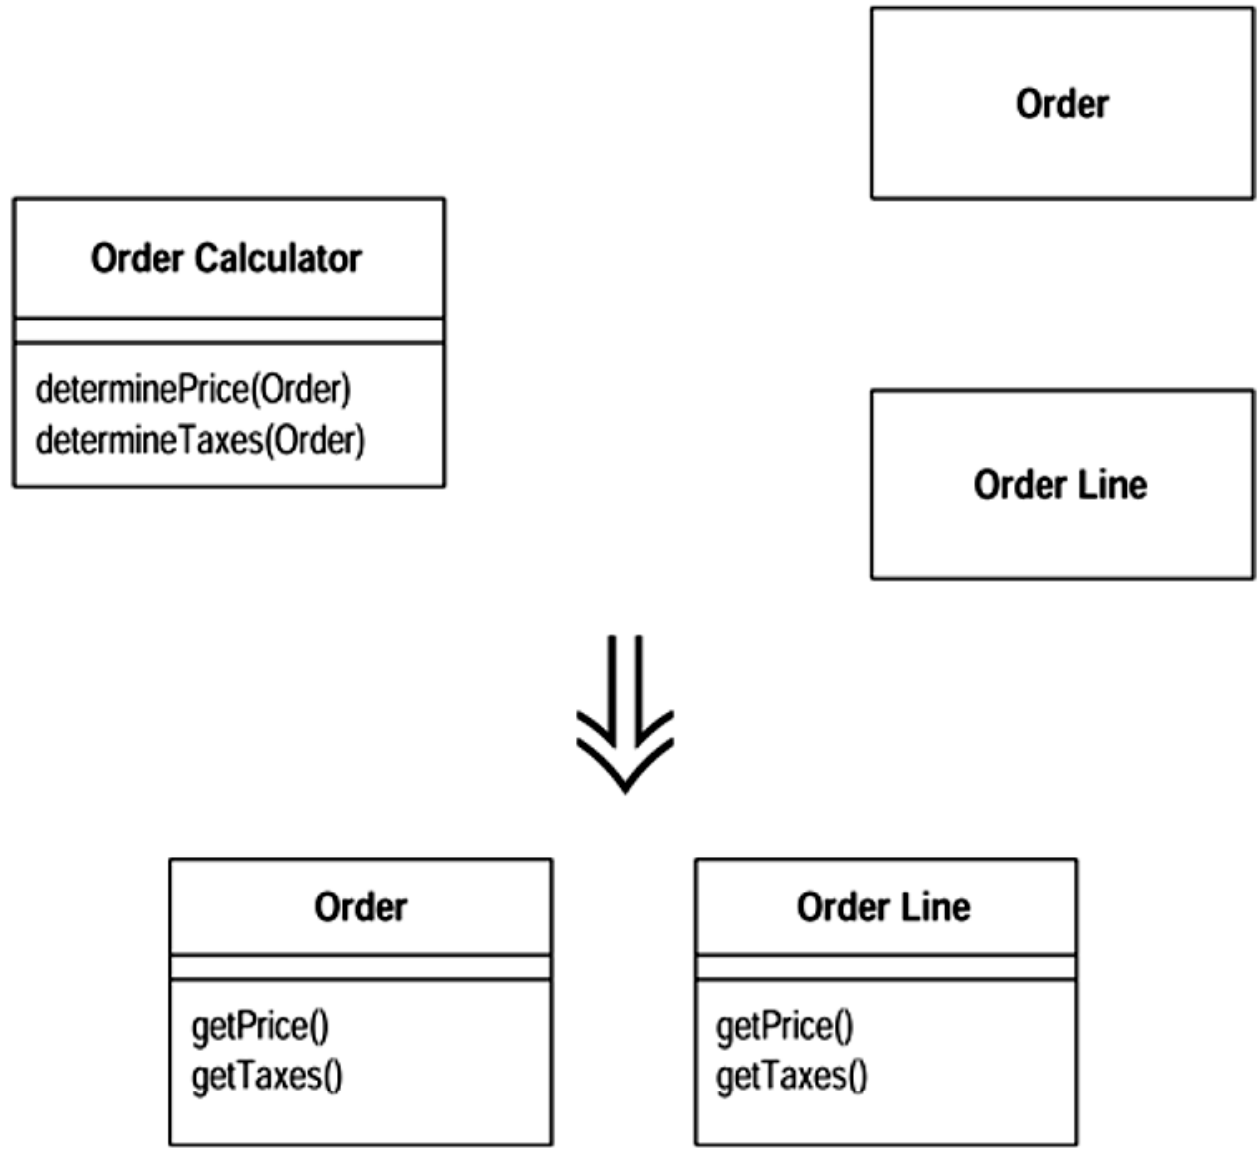 Order
Order Calculator
determinePrice(Order)
determineTaxes(Order)
Order Line
Order
getPrice()
getTaxes()
Order Line
getPrice()
getTaxes()